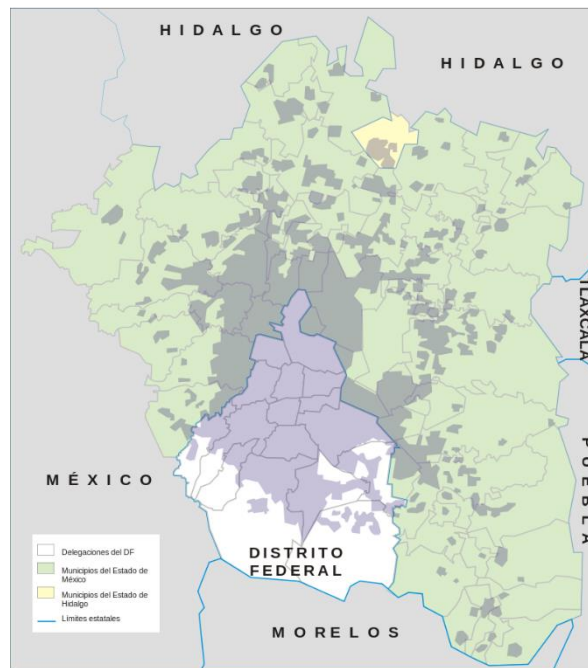 HIDALGO
HIDALGO
TLAXCALA
PUEBLA
MÉXICO
DISTRITO
FEDERAL
MORELOS
Delegaciones del DF
Municipios del Estado de
México
Municipios del Estado de
Hidalgo
Límites estatales